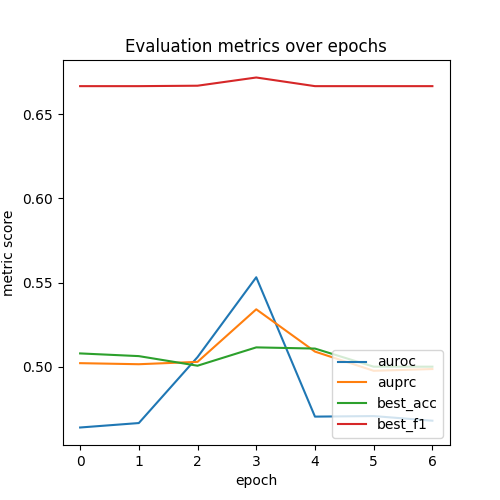 Evaluation metrics over epochs
metric score
0.65
0.60
0.55
0.50
0 1 2 3 4 5 6
epoch
auroc
auprc
best_acc
best_f1